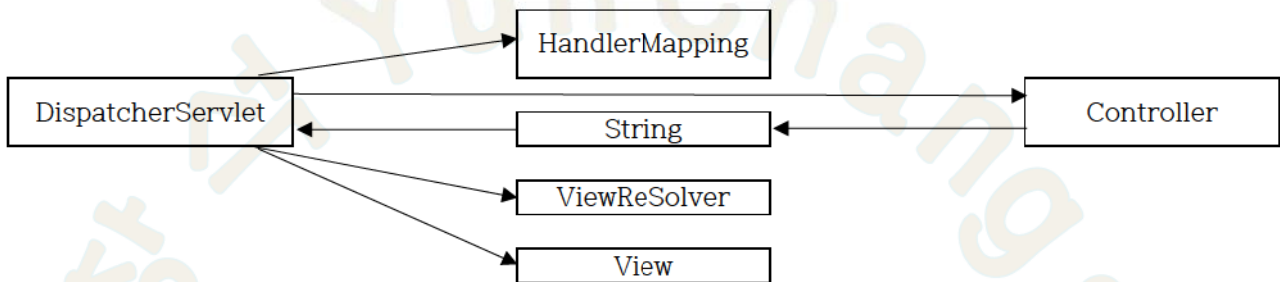 HandlerMapping
DispatcherServlet
Controller
String
ViewReSolver
View